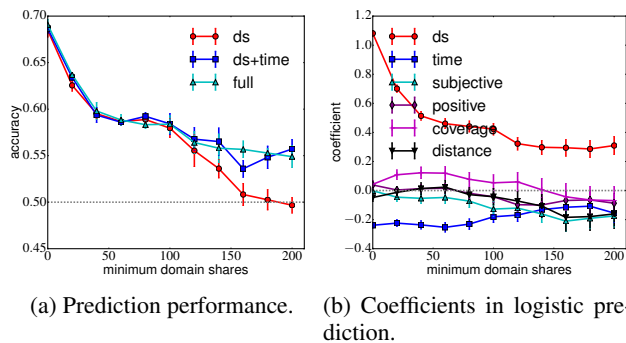 0.70
0.65
0.60
0.55
0.50
0.45
accuracy
0 50 100 150 200
minimum domain shares
ds
ds+time
full
1.2
1.0
0.8
0.6
0.4
0.2
0.0
−0.2
−0.4
coefficient
0 50 100 150 200
minimum domain shares
ds
time
subjective
positive
coverage
distance
(a) Prediction performance.
(b) Coefficients in logistic pre-
diction.